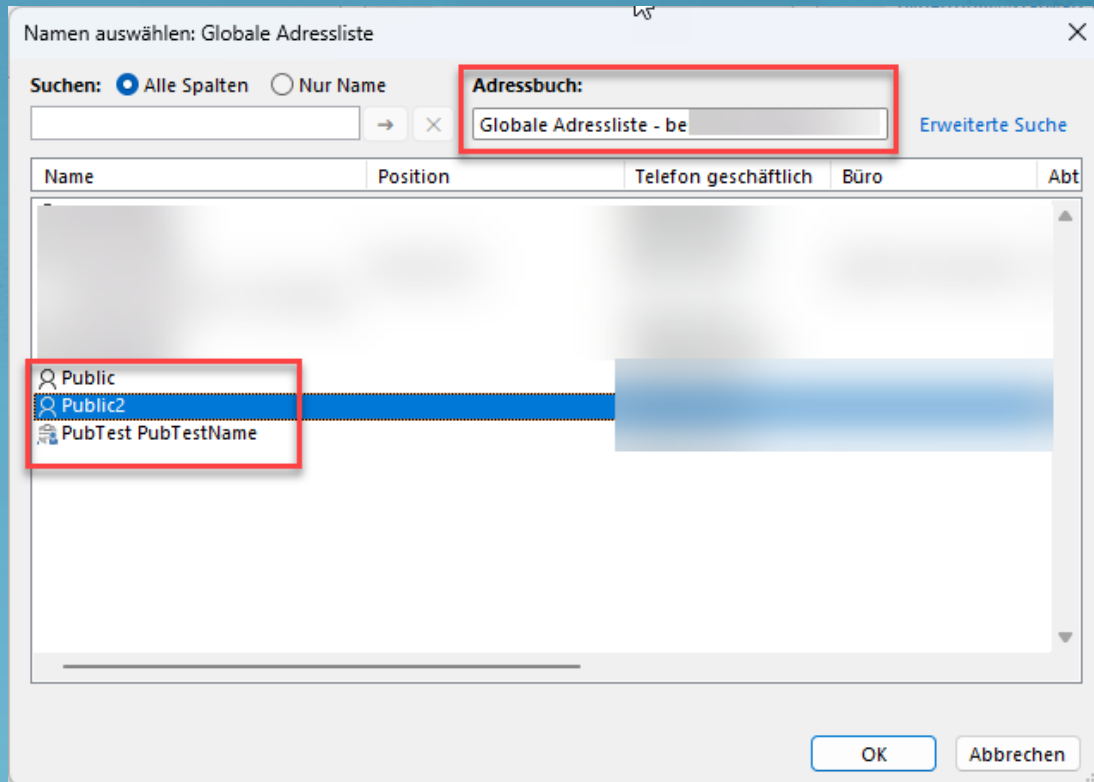 Namen auswählen: Globale Adressliste
Suchen: Alle Spalten Nur Name Adressbuch:
Globale Adressliste - be Erweiterte Suche
Name Position Telefon geschäftlich Büro Abt
Public
Public2
PubTest PubTestName
OK Abbrechen